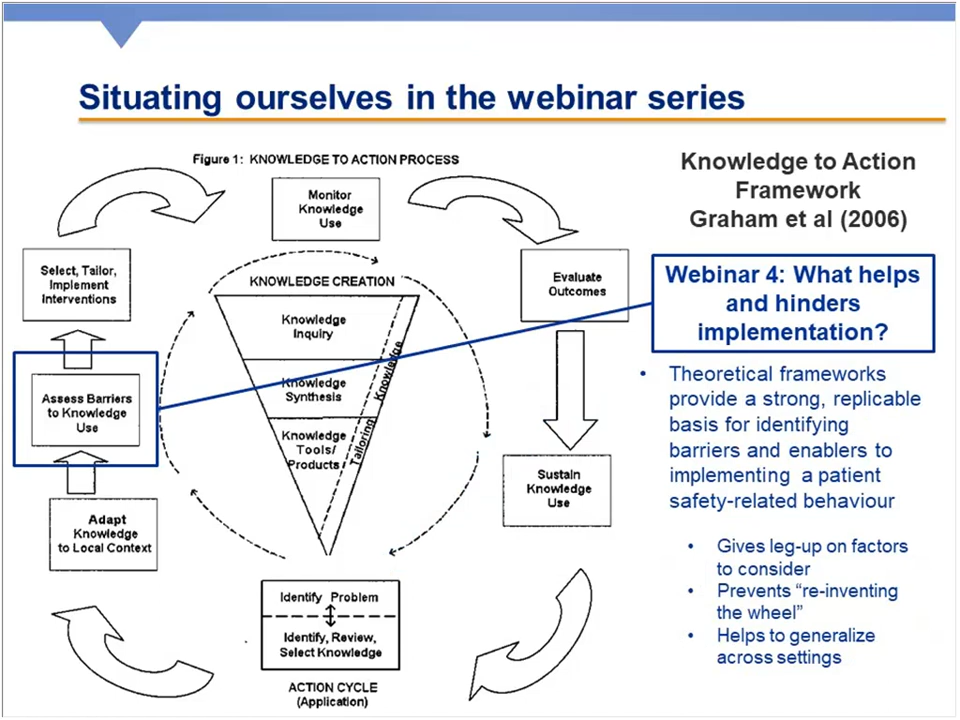 Situating ourselves in the webinar series
Figure 1: KNOWLEDGE TO ACTION PROCESS
Monitor
Knowledge
Use
Select, Tailor,
Implement
Interventions
Evaluate
Outcomes
Assess Barriers
to Knowledge
Use
Adapt
Knowledge
to Local Context
Sustain
Knowledge
Use
KNOWLEDGE CREATION
Knowledge
Inquiry
Knowledge
Synthesis
Knowledge
Tools/
Products
Tailoring Knowledge
Identify Problem
Identify, Review,
Select Knowledge
ACTION CYCLE
(Application)
Knowledge to Action
Framework
Graham et al (2006)
Webinar 4: What helps
and hinders
implementation?
• Theoretical frameworks
provide a strong, replicable
basis for identifying
barriers and enablers to
implementing a patient
safety-related behaviour
• Gives leg-up on factors
to consider
• Prevents “re-inventing
the wheel”
• Helps to generalize
across settings